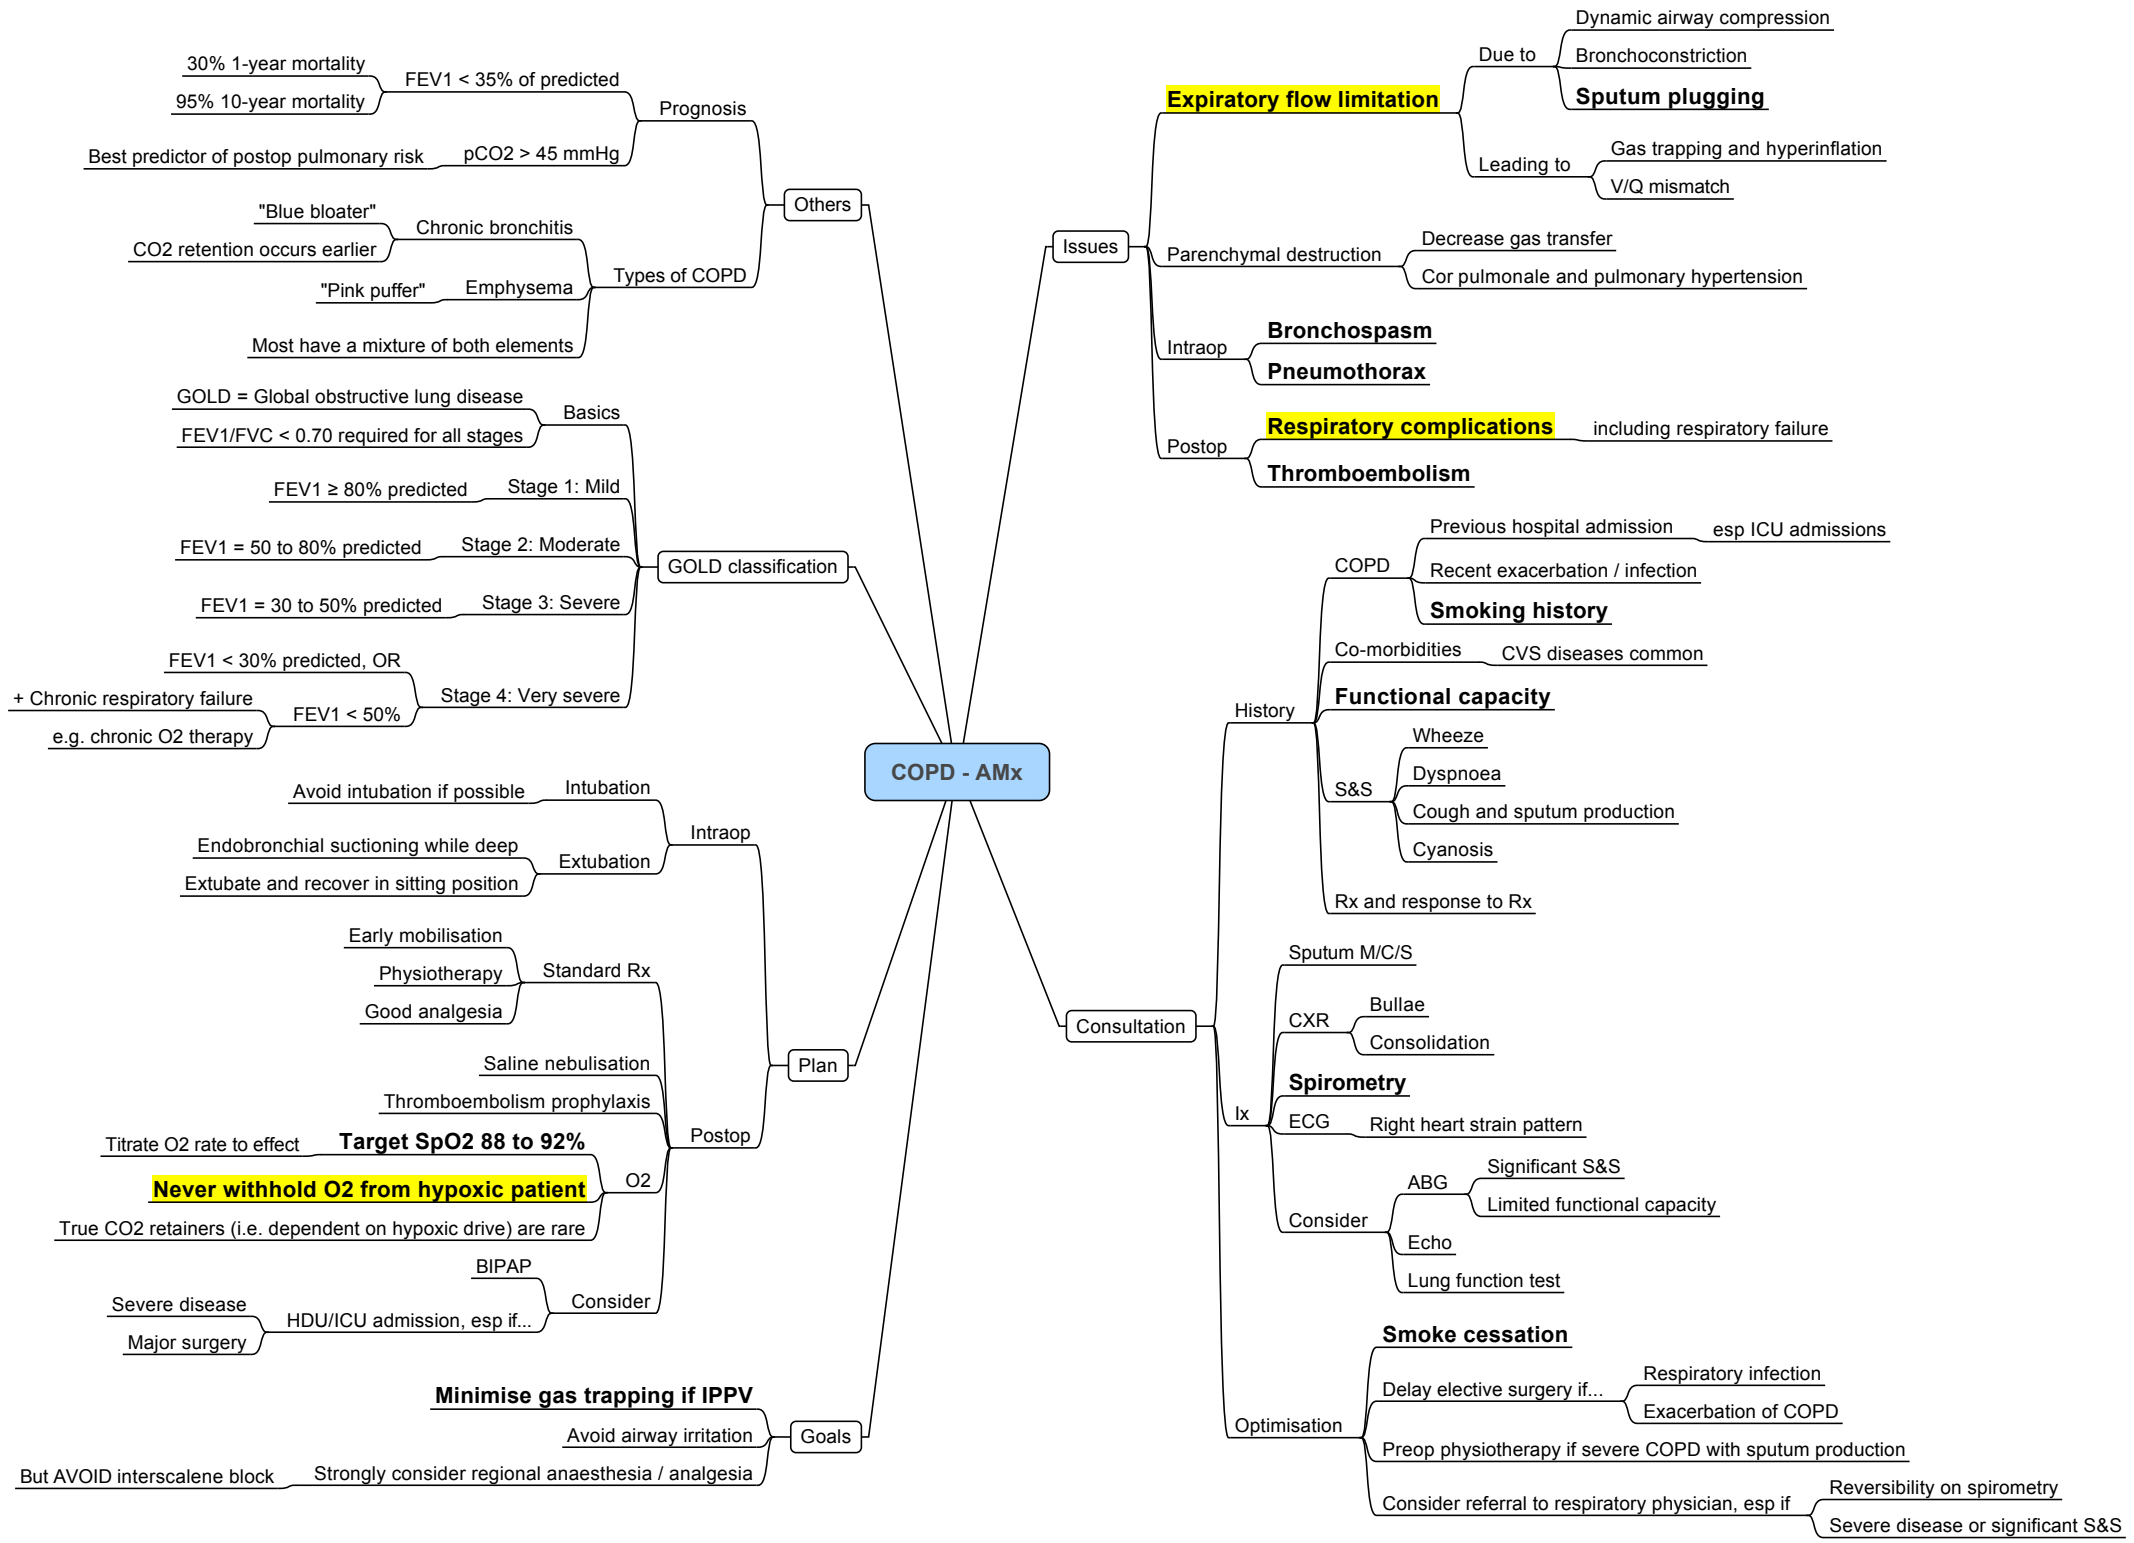 COPD - AMx
Issues
Expiratory flow limitation
Due to
Dynamic airway compression
Bronchoconstriction
Sputum plugging
Leading to
Gas trapping and hyperinflation
V/Q mismatch
Parenchymal destruction
Decrease gas transfer
Cor pulmonale and pulmonary hypertension
Intraop
Bronchospasm
Pneumothorax
Postop
Respiratory complications
including respiratory failure
Thromboembolism
Consultation
History
COPD
Previous hospital admission
esp ICU admissions
Recent exacerbation / infection
Smoking history
Co-morbidities
CVS diseases common
Functional capacity
S&S
Wheeze
Dyspnoea
Cough and sputum production
Cyanosis
Rx and response to Rx
Ix
Sputum M/C/S
CXR
Bullae
Consolidation
Spirometry
ECG
Right heart strain pattern
Consider
ABG
Significant S&S
Limited functional capacity
Echo
Lung function test
Optimisation
Smoke cessation
Delay elective surgery if...
Respiratory infection
Exacerbation of COPD
Preop physiotherapy if severe COPD with sputum production
Consider referral to respiratory physician, esp if
Reversibility on spirometry
Severe disease or significant S&S
Others
Prognosis
FEV1 < 35% of predicted
30% 1-year mortality
95% 10-year mortality
pCO2 > 45 mmHg
Best predictor of postop pulmonary risk
Types of COPD
Chronic bronchitis
"Blue bloater"
CO2 retention occurs earlier
Emphysema
"Pink puffer"
Most have a mixture of both elements
GOLD classification
Basics
GOLD = Global obstructive lung disease
FEV1/FVC < 0.70 required for all stages
Stage 1: Mild
FEV1 ≥ 80% predicted
Stage 2: Moderate
FEV1 = 50 to 80% predicted
Stage 3: Severe
FEV1 = 30 to 50% predicted
Stage 4: Very severe
FEV1 < 30% predicted, OR
FEV1 < 50%
+ Chronic respiratory failure
e.g. chronic O2 therapy
Plan
Intraop
Intubation
Avoid intubation if possible
Extubation
Endobronchial suctioning while deep
Extubate and recover in sitting position
Postop
Standard Rx
Early mobilisation
Physiotherapy
Good analgesia
Saline nebulisation
Thromboembolism prophylaxis
O2
Target SpO2 88 to 92%
Titrate O2 rate to effect
Never withhold O2 from hypoxic patient
True CO2 retainers (i.e. dependent on hypoxic drive) are rare
Consider
BIPAP
HDU/ICU admission, esp if...
Severe disease
Major surgery
Goals
Minimise gas trapping if IPPV
Avoid airway irritation
Strongly consider regional anaesthesia / analgesia
But AVOID interscalene block